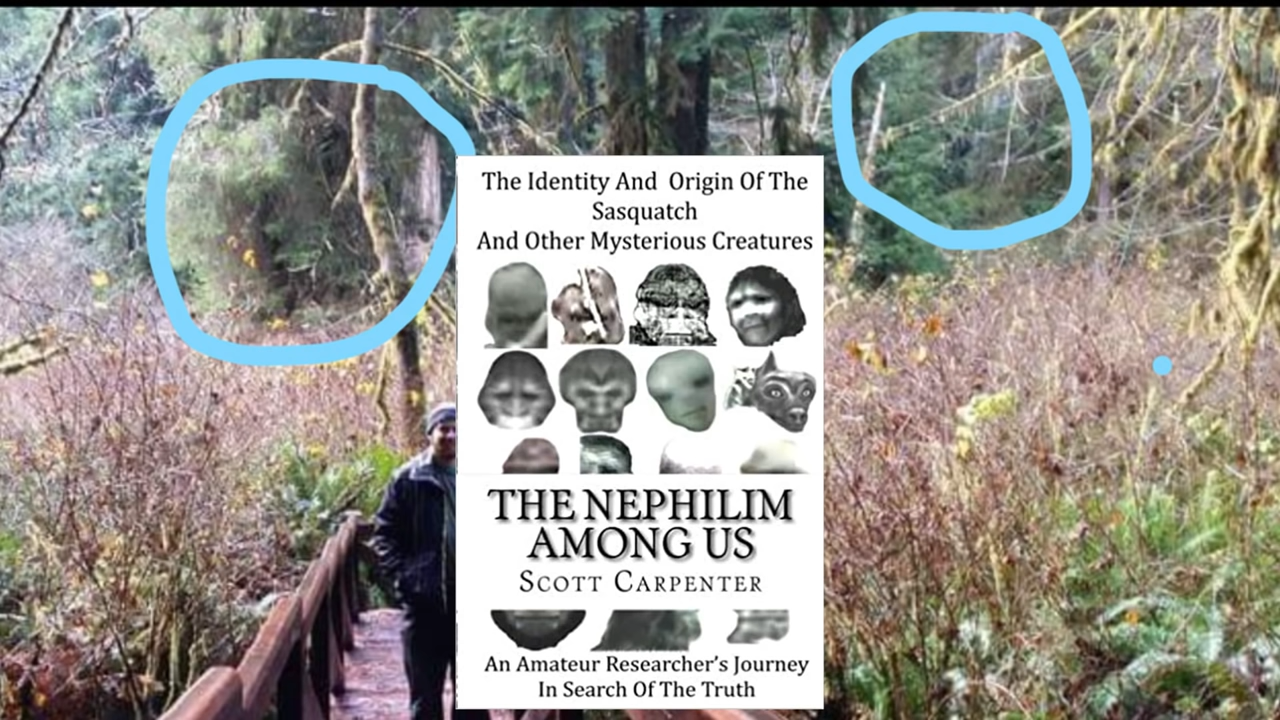 The Identity And Origin Of The
Sasquatch
And Other Mysterious Creatures
THE NEPHILIM
AMONG US
SCOTT CARPENTER
An Amateur Researcher's Journey
In Search Of The Truth